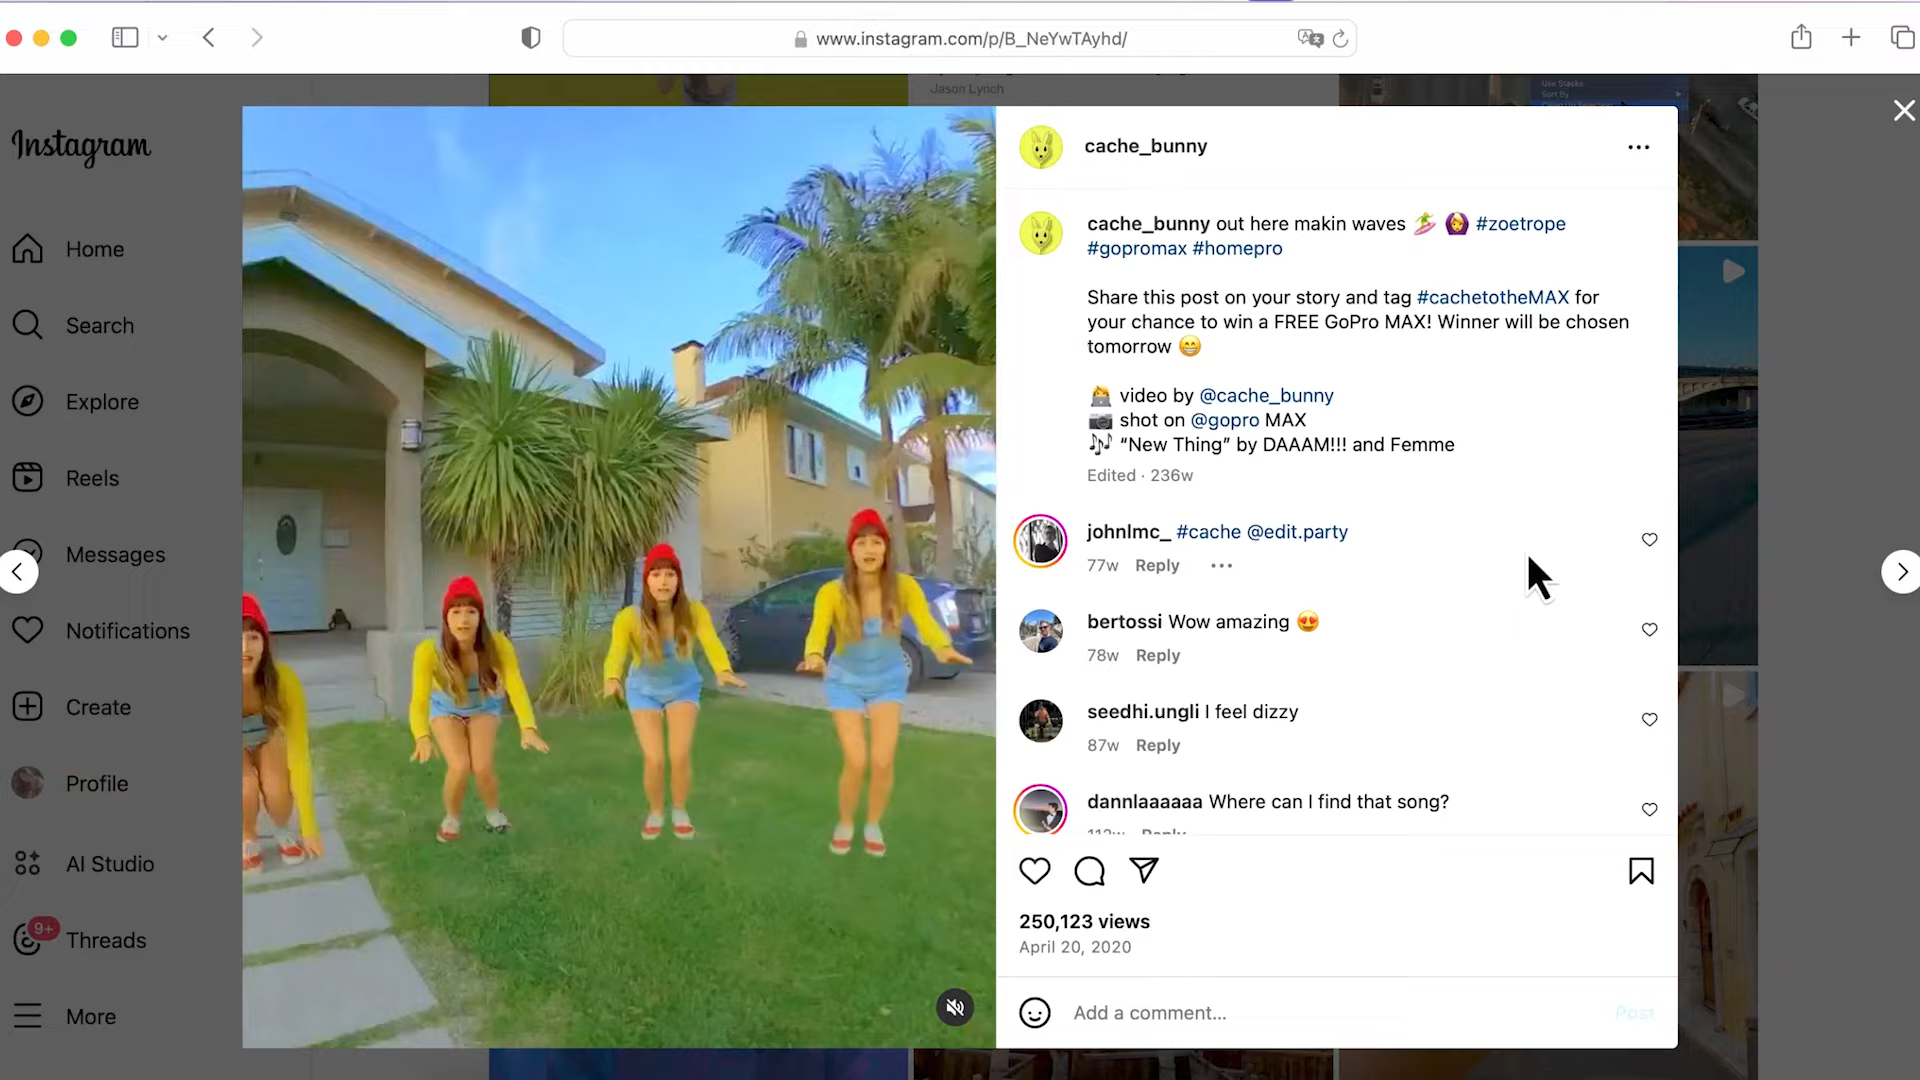 www.instagram.com/p/B_NeYwTAyhd/
Jason Lynch
Use Stacks
Sort By
Instagram
Home
Search
Explore
Reels
Messages
Notifications
Create
Profile
AI Studio
9+
Threads
More
cache_bunny
cache_bunny out here makin waves 🏄‍♀️ 🙆‍♀️ #zoetrope
#gopromax #homepro
Share this post on your story and tag #cachetotheMAX for
your chance to win a FREE GoPro MAX! Winner will be chosen
tomorrow 😁
👩‍💻 video by @cache_bunny
📷 shot on @gopro MAX
🎶 “New Thing” by DAAAM!!! and Femme
Edited · 236w
johnlmc_ #cache @edit.party
77w Reply
bertossi Wow amazing 😍
78w Reply
seedhi.ungli I feel dizzy
87w Reply
dannlaaaaaa Where can I find that song?
Reply
250,123 views
April 20, 2020
Add a comment...
Post